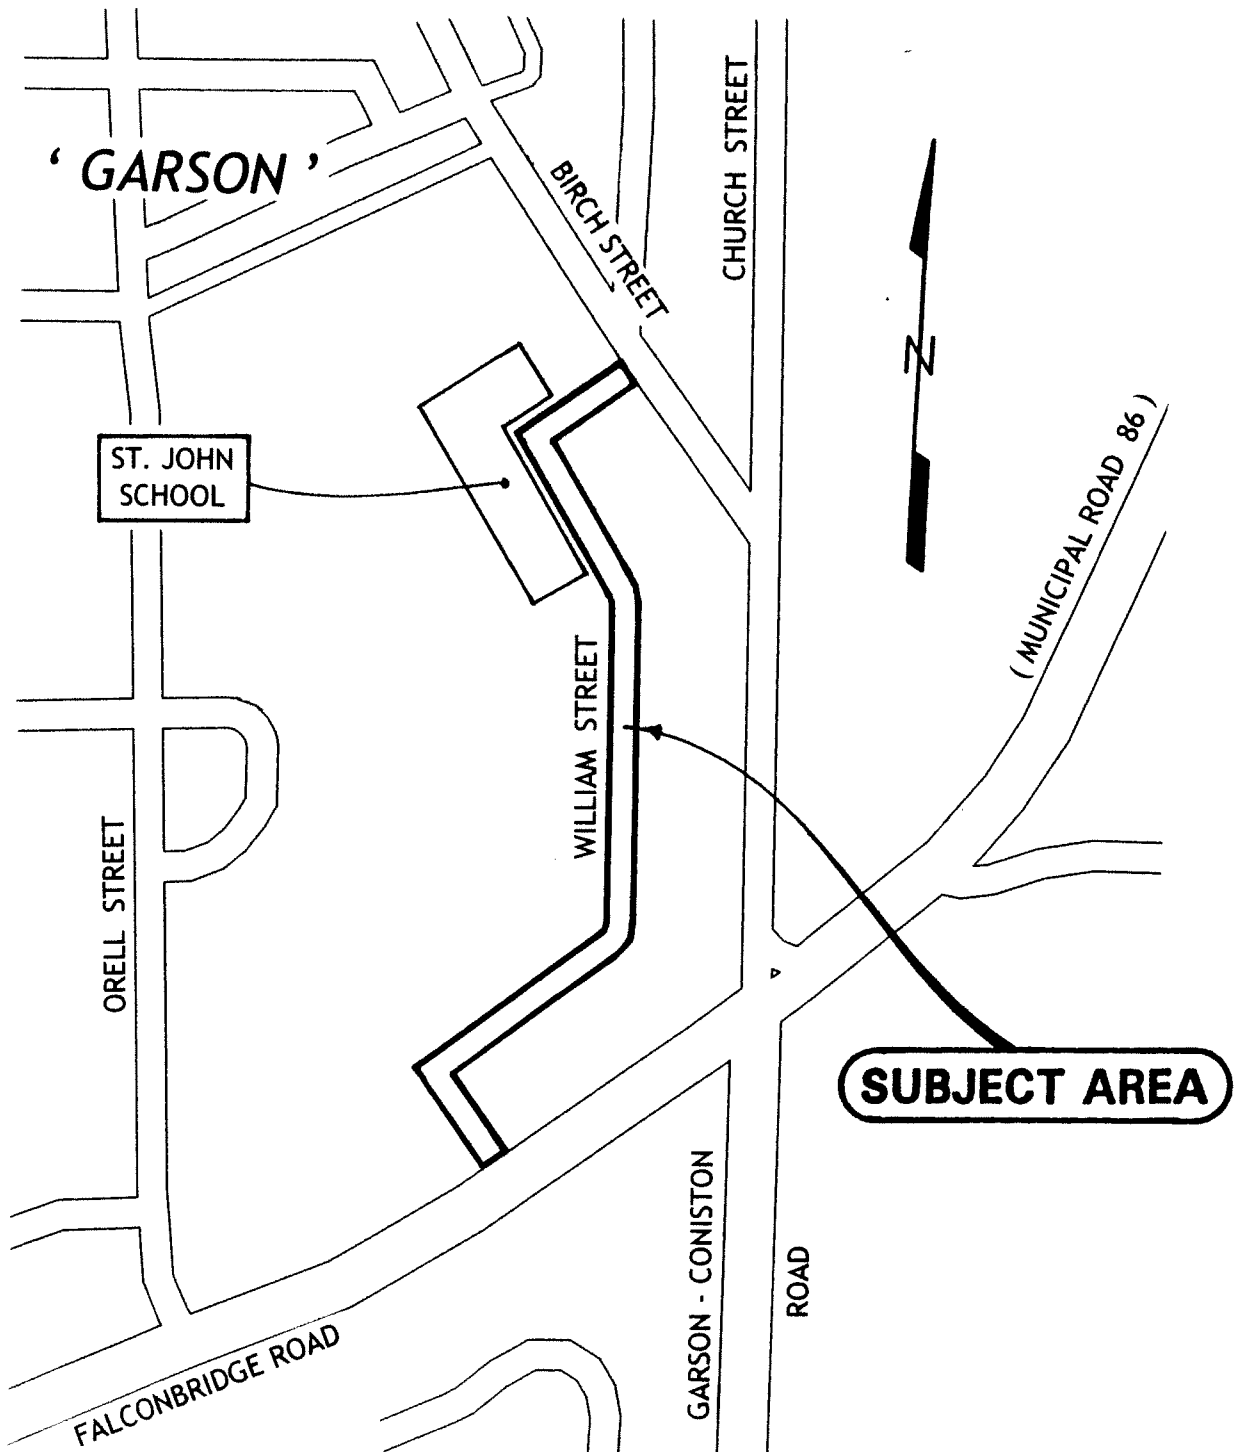 ' GARSON '
BIRCH STREET
CHURCH STREET
N
ST. JOHN
SCHOOL
( MUNICIPAL ROAD 86 )
WILLIAM STREET
ORELL STREET
SUBJECT AREA
GARSON - CONISTON
ROAD
FALCONBRIDGE ROAD